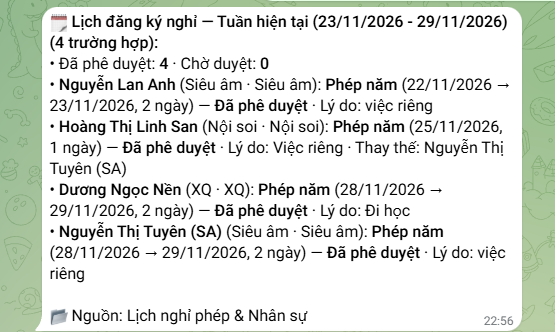 🗓️ Lịch đăng ký nghỉ — Tuần hiện tại (23/11/2026 - 29/11/2026)
(4 trường hợp):
• Đã phê duyệt: 4 · Chờ duyệt: 0
• Nguyễn Lan Anh (Siêu âm · Siêu âm): Phép năm (22/11/2026 →
23/11/2026, 2 ngày) — Đã phê duyệt · Lý do: việc riêng
• Hoàng Thị Linh San (Nội soi · Nội soi): Phép năm (25/11/2026,
1 ngày) — Đã phê duyệt · Lý do: Việc riêng · Thay thế: Nguyễn Thị
Tuyên (SA)
• Dương Ngọc Nền (XQ · XQ): Phép năm (28/11/2026 →
29/11/2026, 2 ngày) — Đã phê duyệt · Lý do: Đi học
• Nguyễn Thị Tuyên (SA) (Siêu âm · Siêu âm): Phép năm
(28/11/2026 → 29/11/2026, 2 ngày) — Đã phê duyệt · Lý do: việc
riêng
📂 Nguồn: Lịch nghỉ phép & Nhân sự
22:56